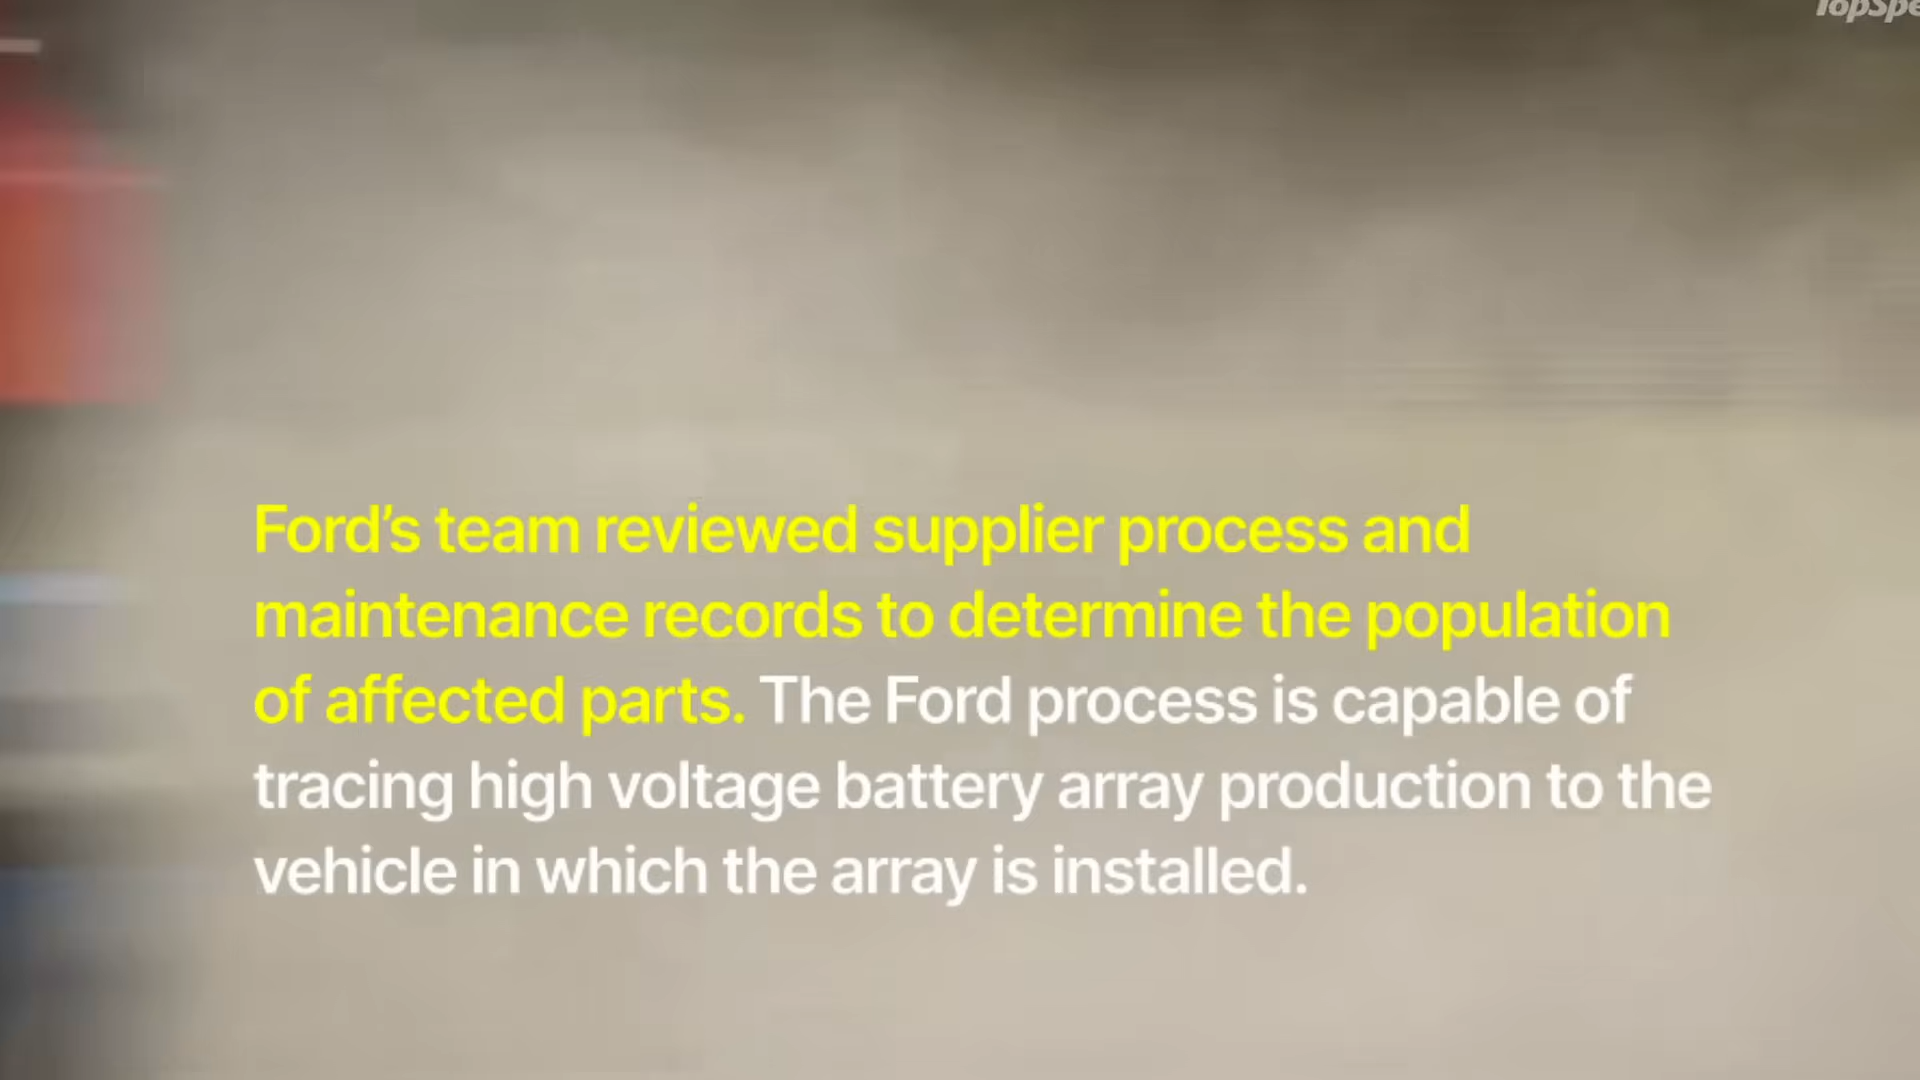 Ford’s team reviewed supplier process and
maintenance records to determine the population
of affected parts. The Ford process is capable of
tracing high voltage battery array production to the
vehicle in which the array is installed.